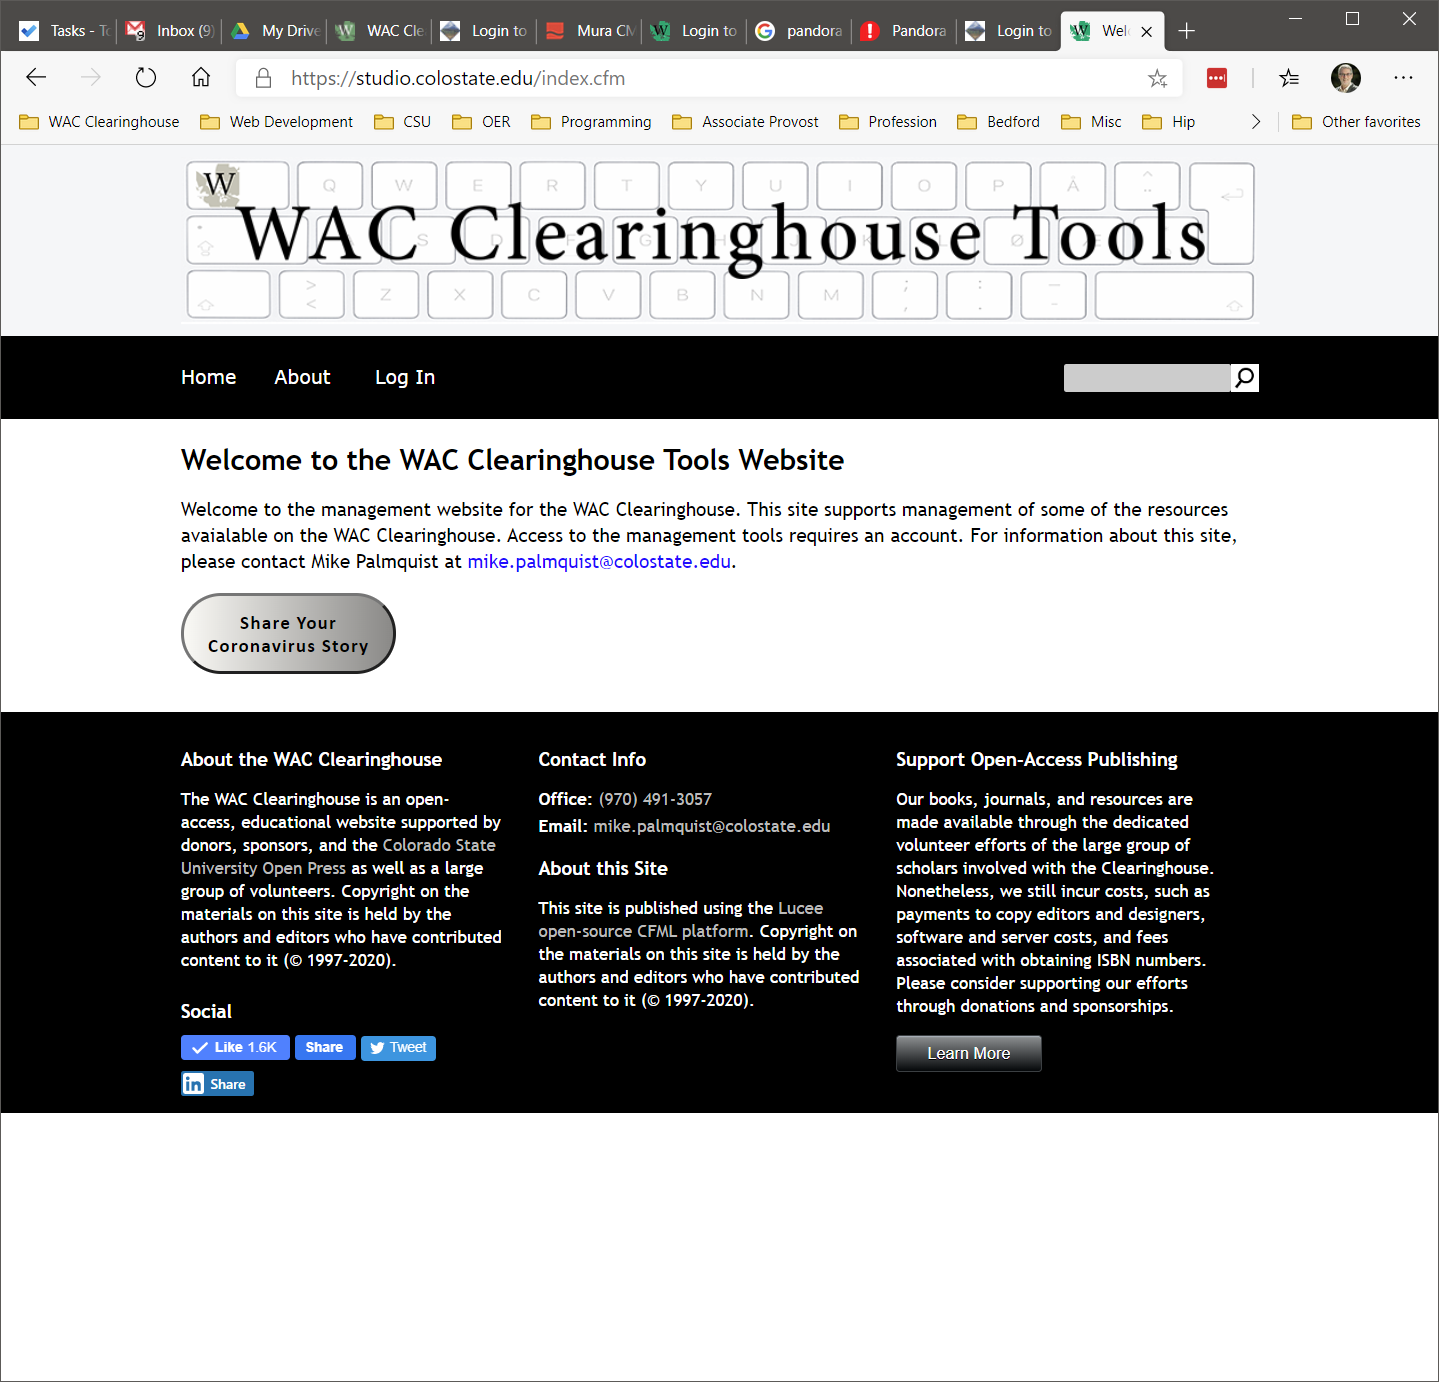 Tasks - To
Inbox (9)
My Drive
WAC Cle
Login to
Mura CM
Login to
pandora
Pandora
Login to
Wel
https://studio.colostate.edu/index.cfm
WAC Clearinghouse
Web Development
CSU
OER
Programming
Associate Provost
Profession
Bedford
Misc
Hip
Other favorites
W Q W E R T Y U I O P Å
WAC Clearinghouse Tools
> < Z X C V B N M ; , : . _ -
Home About Log In
Welcome to the WAC Clearinghouse Tools Website
Welcome to the management website for the WAC Clearinghouse. This site supports management of some of the resources
avaialable on the WAC Clearinghouse. Access to the management tools requires an account. For information about this site,
please contact Mike Palmquist at mike.palmquist@colostate.edu.
Share Your
Coronavirus Story
About the WAC Clearinghouse
The WAC Clearinghouse is an open-
access, educational website supported by
donors, sponsors, and the Colorado State
University Open Press as well as a large
group of volunteers. Copyright on the
materials on this site is held by the
authors and editors who have contributed
content to it (© 1997-2020).
Social
Like 1.6K Share Tweet
in Share
Contact Info
Office: (970) 491-3057
Email: mike.palmquist@colostate.edu
About this Site
This site is published using the Lucee
open-source CFML platform. Copyright on
the materials on this site is held by the
authors and editors who have contributed
content to it (© 1997-2020).
Support Open-Access Publishing
Our books, journals, and resources are
made available through the dedicated
volunteer efforts of the large group of
scholars involved with the Clearinghouse.
Nonetheless, we still incur costs, such as
payments to copy editors and designers,
software and server costs, and fees
associated with obtaining ISBN numbers.
Please consider supporting our efforts
through donations and sponsorships.
Learn More